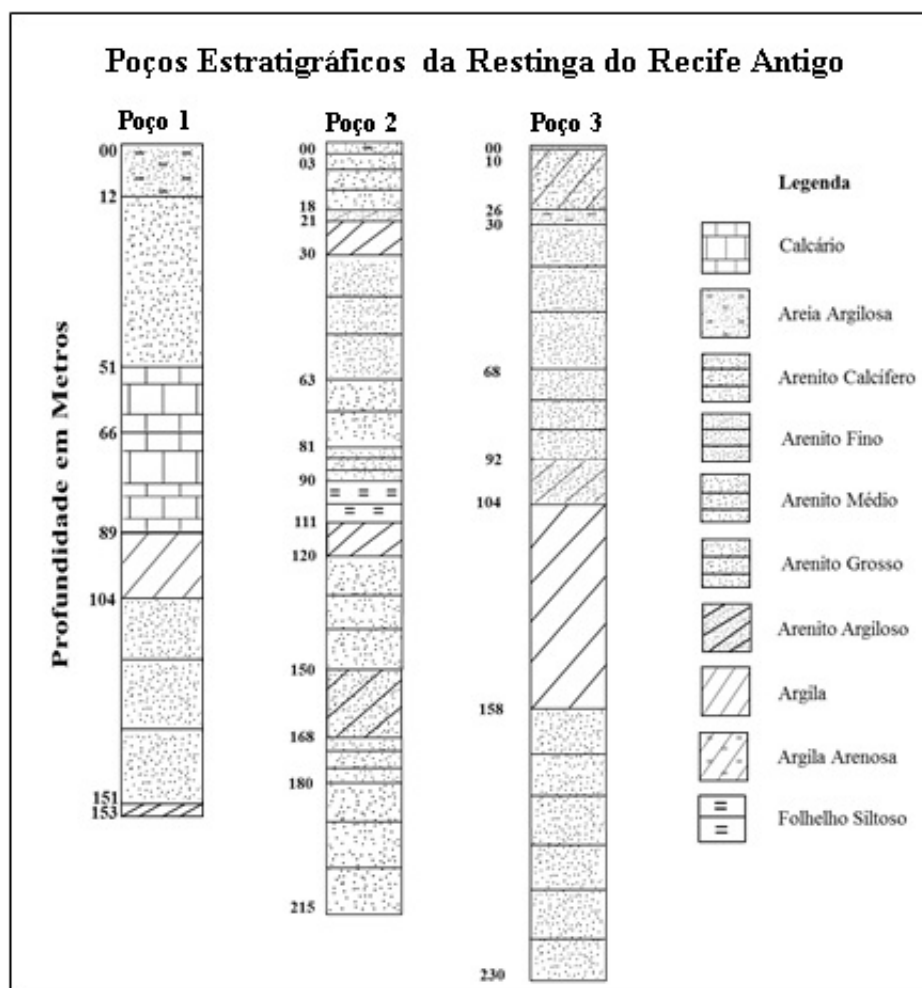 Poços Estratigráficos da Restinga do Recife Antigo
Poço 1
Poço 2
Poço 3
Profundidade em Metros
00
12
51
66
89
104
151
153
00
03
18
21
30
63
81
90
111
120
150
168
180
215
00
10
26
30
68
92
104
158
230
Legenda
Calcário
Areia Argilosa
Arenito Calcífero
Arenito Fino
Arenito Médio
Arenito Grosso
Arenito Argiloso
Argila
Argila Arenosa
Folhelho Siltoso